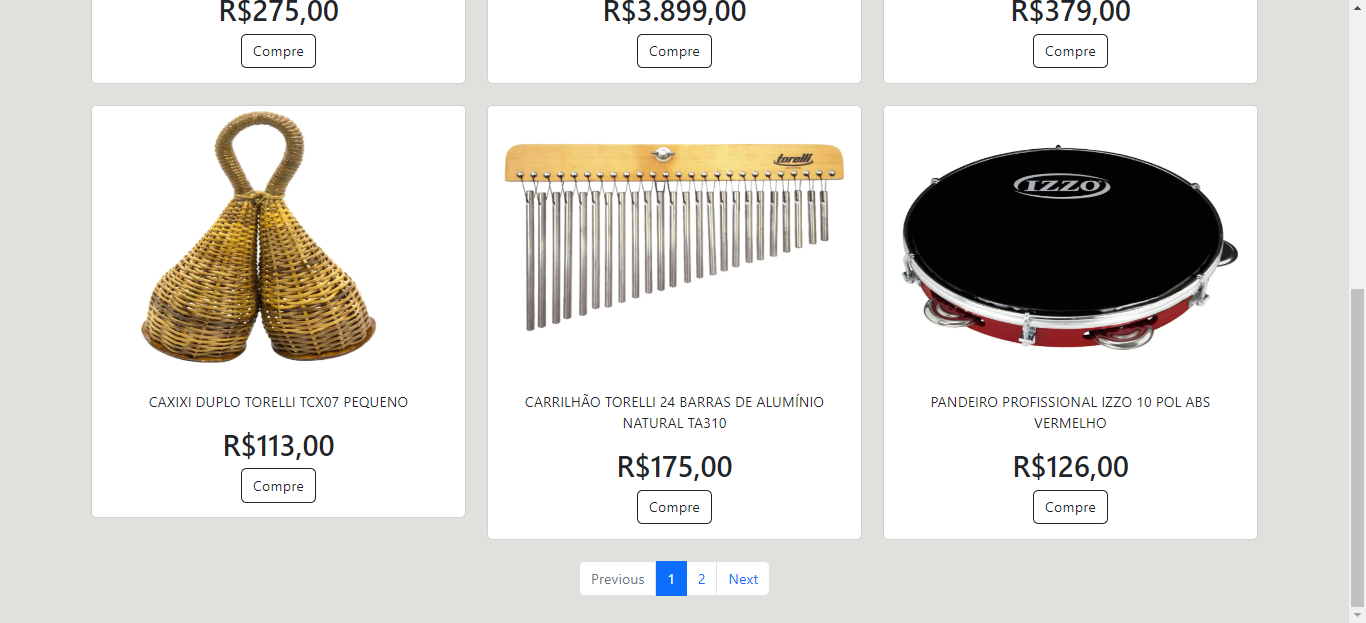 R$275,00
R$3.899,00
R$379,00
Compre
Compre
Compre
torelli
IZZO
CAXIXI DUPLO TORELLI TCX07 PEQUENO
R$113,00
Compre
CARRILHÃO TORELLI 24 BARRAS DE ALUMÍNIO
NATURAL TA310
R$175,00
Compre
PANDEIRO PROFISSIONAL IZZO 10 POL ABS
VERMELHO
R$126,00
Compre
Previous 1 2 Next